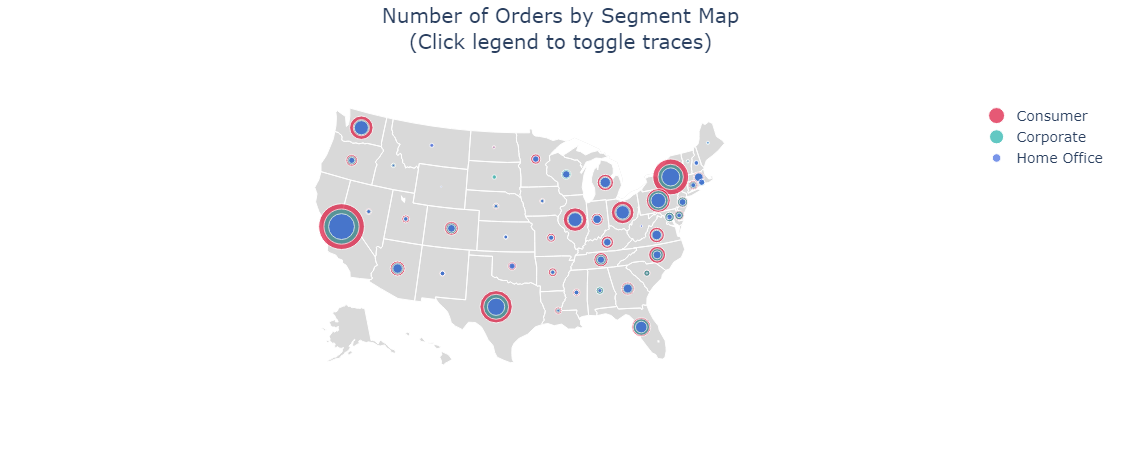 Number of Orders by Segment Map
(Click legend to toggle traces)
Consumer
Corporate
Home Office